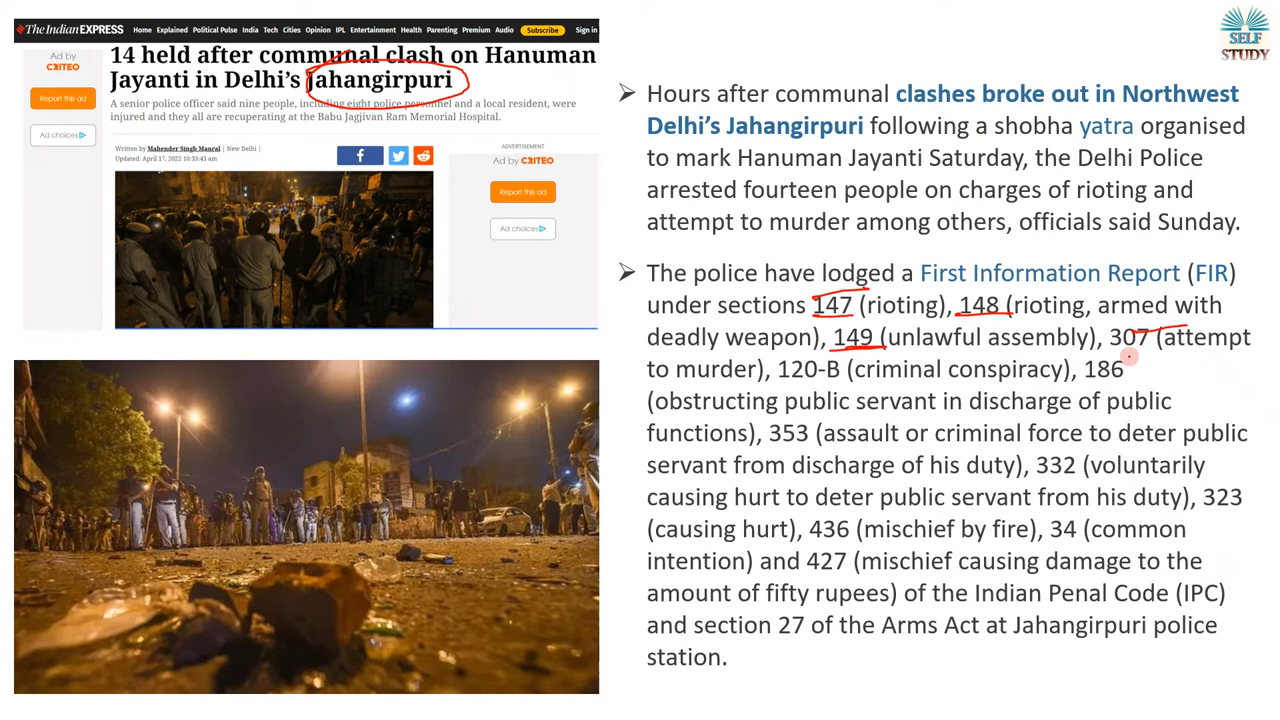 The Indian EXPRESS
Home Explained Political Pulse India Tech Cities Opinion IPL Entertainment Health Parenting Premium Audio Subscribe Sign in
14 held after communal clash on Hanuman
Jayanti in Delhi's Jahangirpuri
A senior police officer said nine people, including eight police personnel and a local resident, were
injured and they all are recuperating at the Babu Jagjivan Ram Memorial Hospital.
Ad by
CRITEO
Report this ad
Ad choices
Written by Mahender Singh Manral | New Delhi |
Updated: April 17, 2022 10:33:43 am
ADVERTISEMENT
Ad by CRITEO
Report this ad
Ad choices
SELF
STUDY
➢ Hours after communal clashes broke out in Northwest
Delhi's Jahangirpuri following a shobha yatra organised
to mark Hanuman Jayanti Saturday, the Delhi Police
arrested fourteen people on charges of rioting and
attempt to murder among others, officials said Sunday.
➢ The police have lodged a First Information Report (FIR)
under sections 147 (rioting), 148 (rioting, armed with
deadly weapon), 149 (unlawful assembly), 307 (attempt
to murder), 120-B (criminal conspiracy), 186
(obstructing public servant in discharge of public
functions), 353 (assault or criminal force to deter public
servant from discharge of his duty), 332 (voluntarily
causing hurt to deter public servant from his duty), 323
(causing hurt), 436 (mischief by fire), 34 (common
intention) and 427 (mischief causing damage to the
amount of fifty rupees) of the Indian Penal Code (IPC)
and section 27 of the Arms Act at Jahangirpuri police
station.